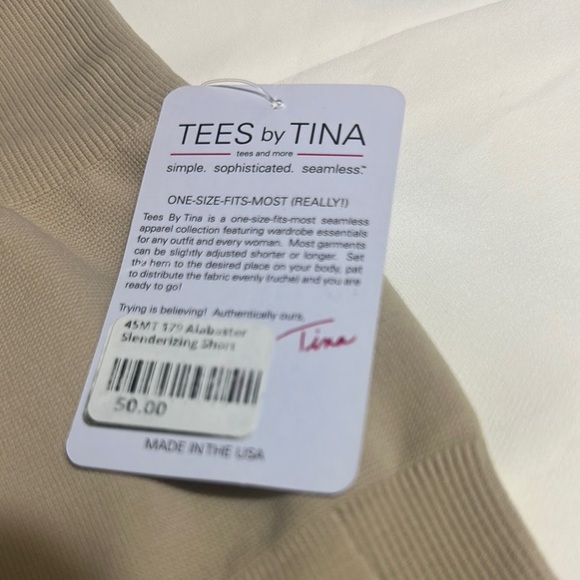 TEES by TINA
tees and more
simple. sophisticated. seamless.™
ONE-SIZE-FITS-MOST (REALLY!)
Tees By Tina is a one-size-fits-most seamless
apparel collection featuring wardrobe essentials
for any outfit and every woman. Most garments
can be slightly adjusted shorter or longer. Set
the hem to the desired place on your body, pat
to distribute the fabric evenly (ruche!) and you are
ready to go!
Trying is believing! Authentically ours,
Tina
45MT 179 Alabaster
Slenderizing Short
50.00
MADE IN THE USA